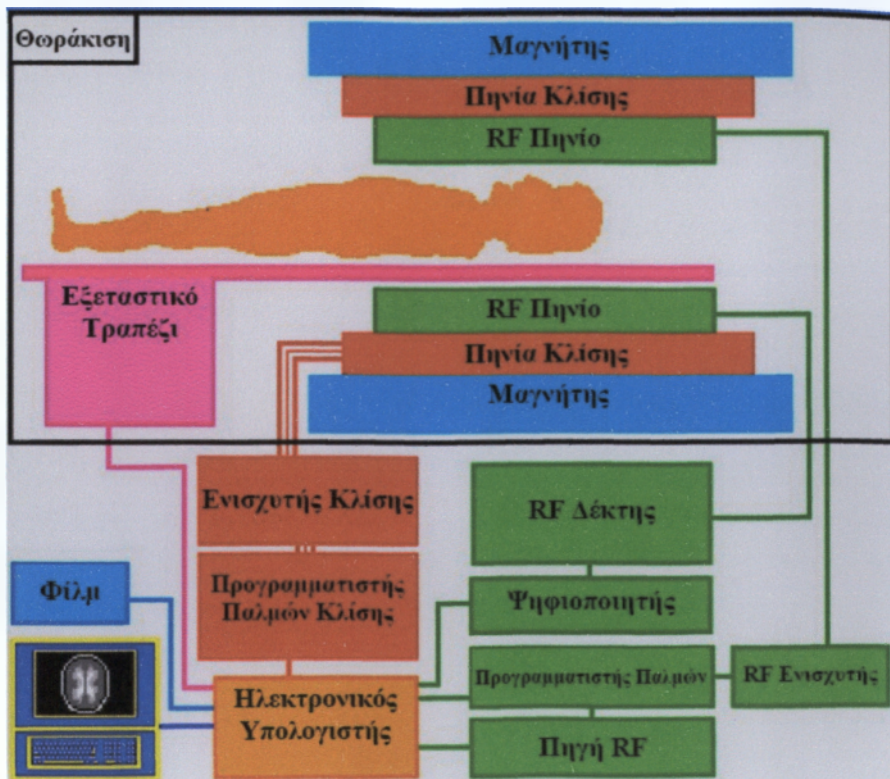 Θωράκιση
Μαγνήτης
Πηνία Κλίσης
RF Πηνίο
Εξεταστικό
Τραπέζι
RF Πηνίο
Πηνία Κλίσης
Μαγνήτης
Ενισχυτής Κλίσης
RF Δέκτης
Φίλμ
Προγραμματιστής
Παλμών Κλίσης
Ψηφιοποιητής
Ηλεκτρονικός
Υπολογιστής
Προγραμματιστής Παλμών
RF Ενισχυτής
Πηγή RF